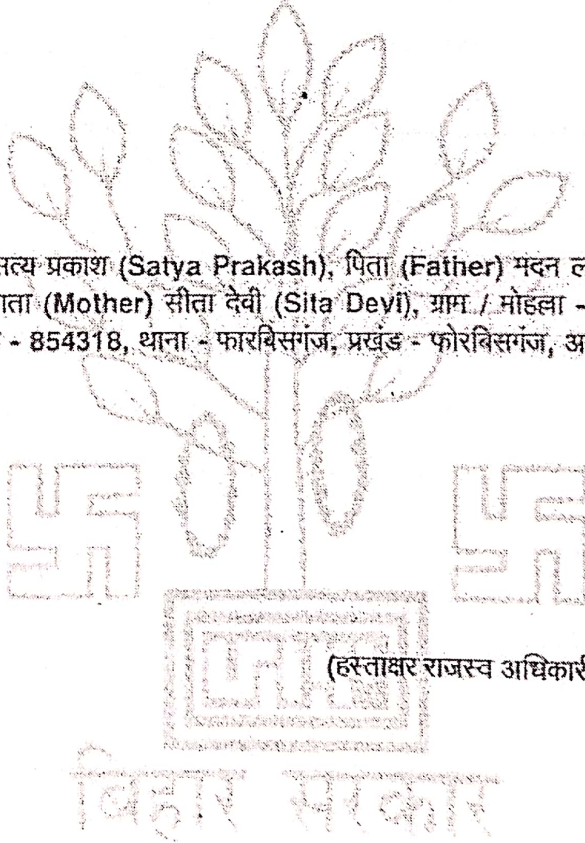 सत्य प्रकाश (Satya Prakash), पिता (Father) मदन
माता (Mother) सीता देवी (Sita Devi), ग्राम / मोहल्ला -
- 854318, थाना - फारबिसगंज, प्रखंड - फोरबिसगंज,
(हस्ताक्षर राजस्व अधिकारी
बिहार सरकार